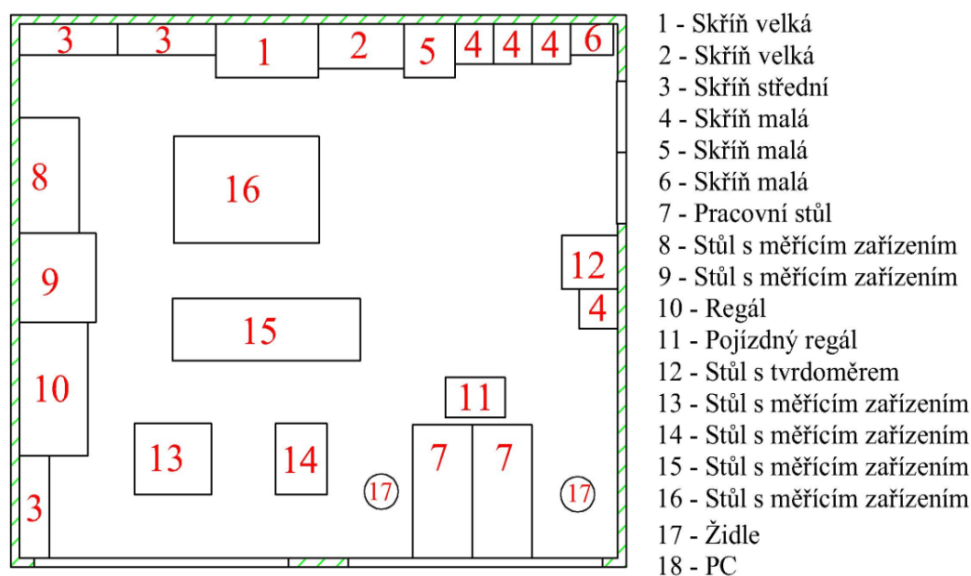 3 3 1 2 5 4 4 4 6
8 16
9 12
4
15
10 11
13 14 7 7
17 17
3
1 - Skříň velká
2 - Skříň velká
3 - Skříň střední
4 - Skříň malá
5 - Skříň malá
6 - Skříň malá
7 - Pracovní stůl
8 - Stůl s měřícím zařízením
9 - Stůl s měřícím zařízením
10 - Regál
11 - Pojízdný regál
12 - Stůl s tvrdoměrem
13 - Stůl s měřícím zařízením
14 - Stůl s měřícím zařízením
15 - Stůl s měřícím zařízením
16 - Stůl s měřícím zařízením
17 - Židle
18 - PC